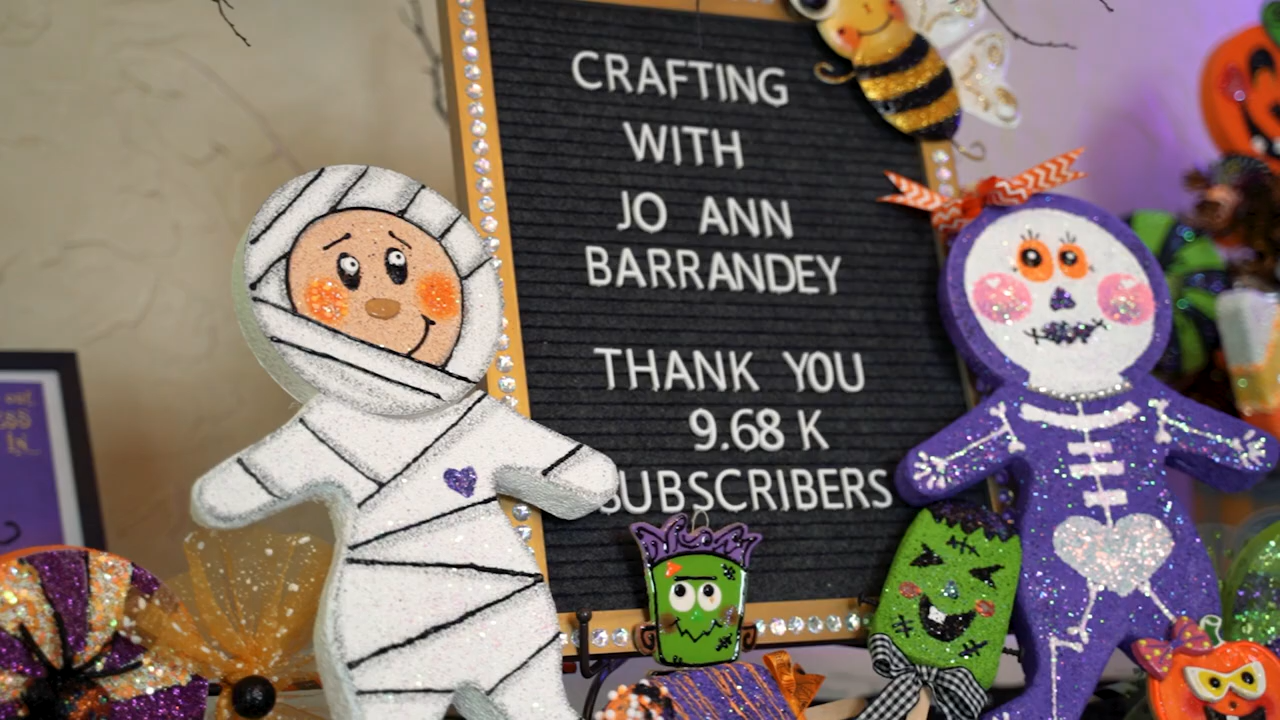 CRAFTING
WITH
JO ANN
BARRANDEY
THANK YOU
9.68 K
SUBSCRIBERS